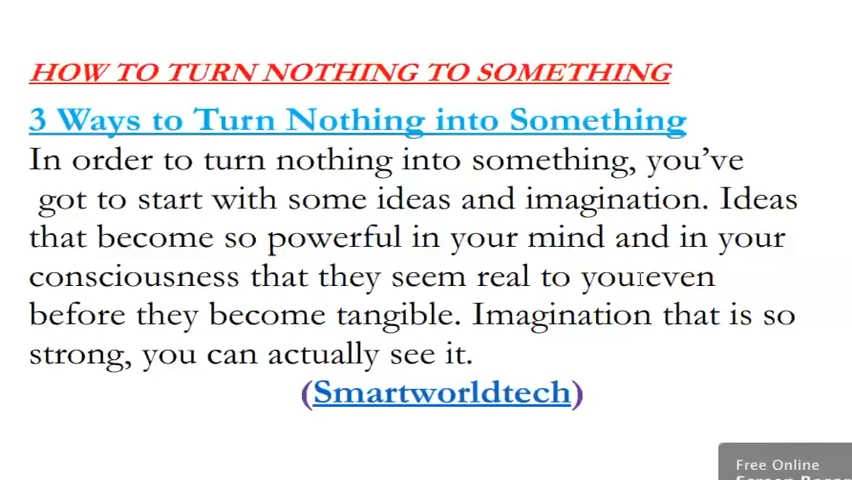 HOW TO TURN NOTHING TO SOMETHING
3 Ways to Turn Nothing into Something
In order to turn nothing into something, you’ve
got to start with some ideas and imagination. Ideas
that become so powerful in your mind and in your
consciousness that they seem real to you even
before they become tangible. Imagination that is so
strong, you can actually see it.
(Smartworldtech)
Free Online